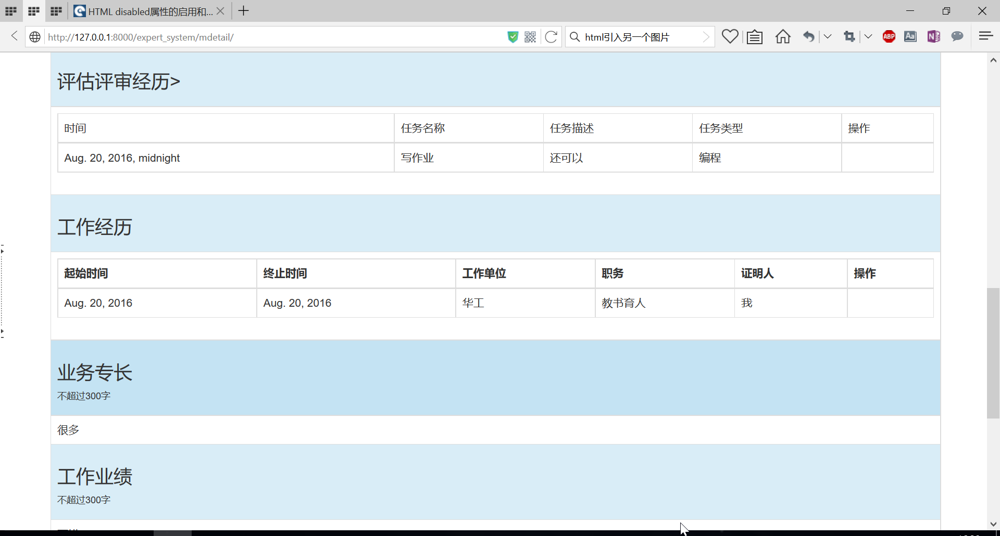 HTML disabled属性的启用和...
http://127.0.0.1:8000/expert_system/mdetail/
html引入另一个图片
ABP
Aa
N
评估评审经历>
时间 任务名称 任务描述 任务类型 操作
Aug. 20, 2016, midnight 写作业 还可以 编程
工作经历
起始时间 终止时间 工作单位 职务 证明人 操作
Aug. 20, 2016 Aug. 20, 2016 华工 教书育人 我
业务专长
不超过300字
很多
工作业绩
不超过300字